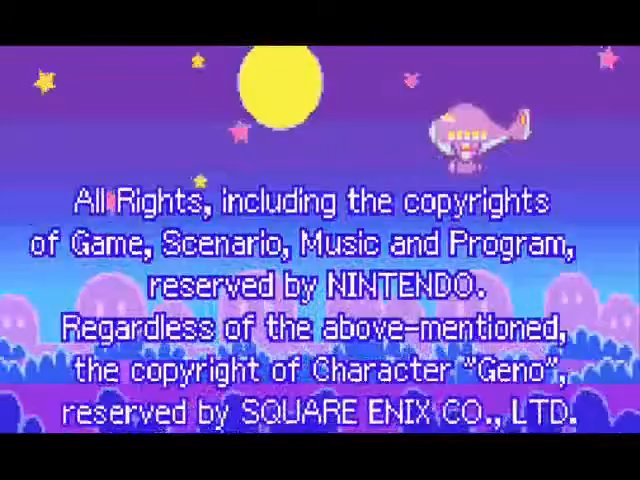 All Rights, including the copyrights
of Game, Scenario, Music and Program,
reserved by NINTENDO.
Regardless of the above-mentioned,
the copyright of Character "Geno",
reserved by SQUARE ENIX CO., LTD.